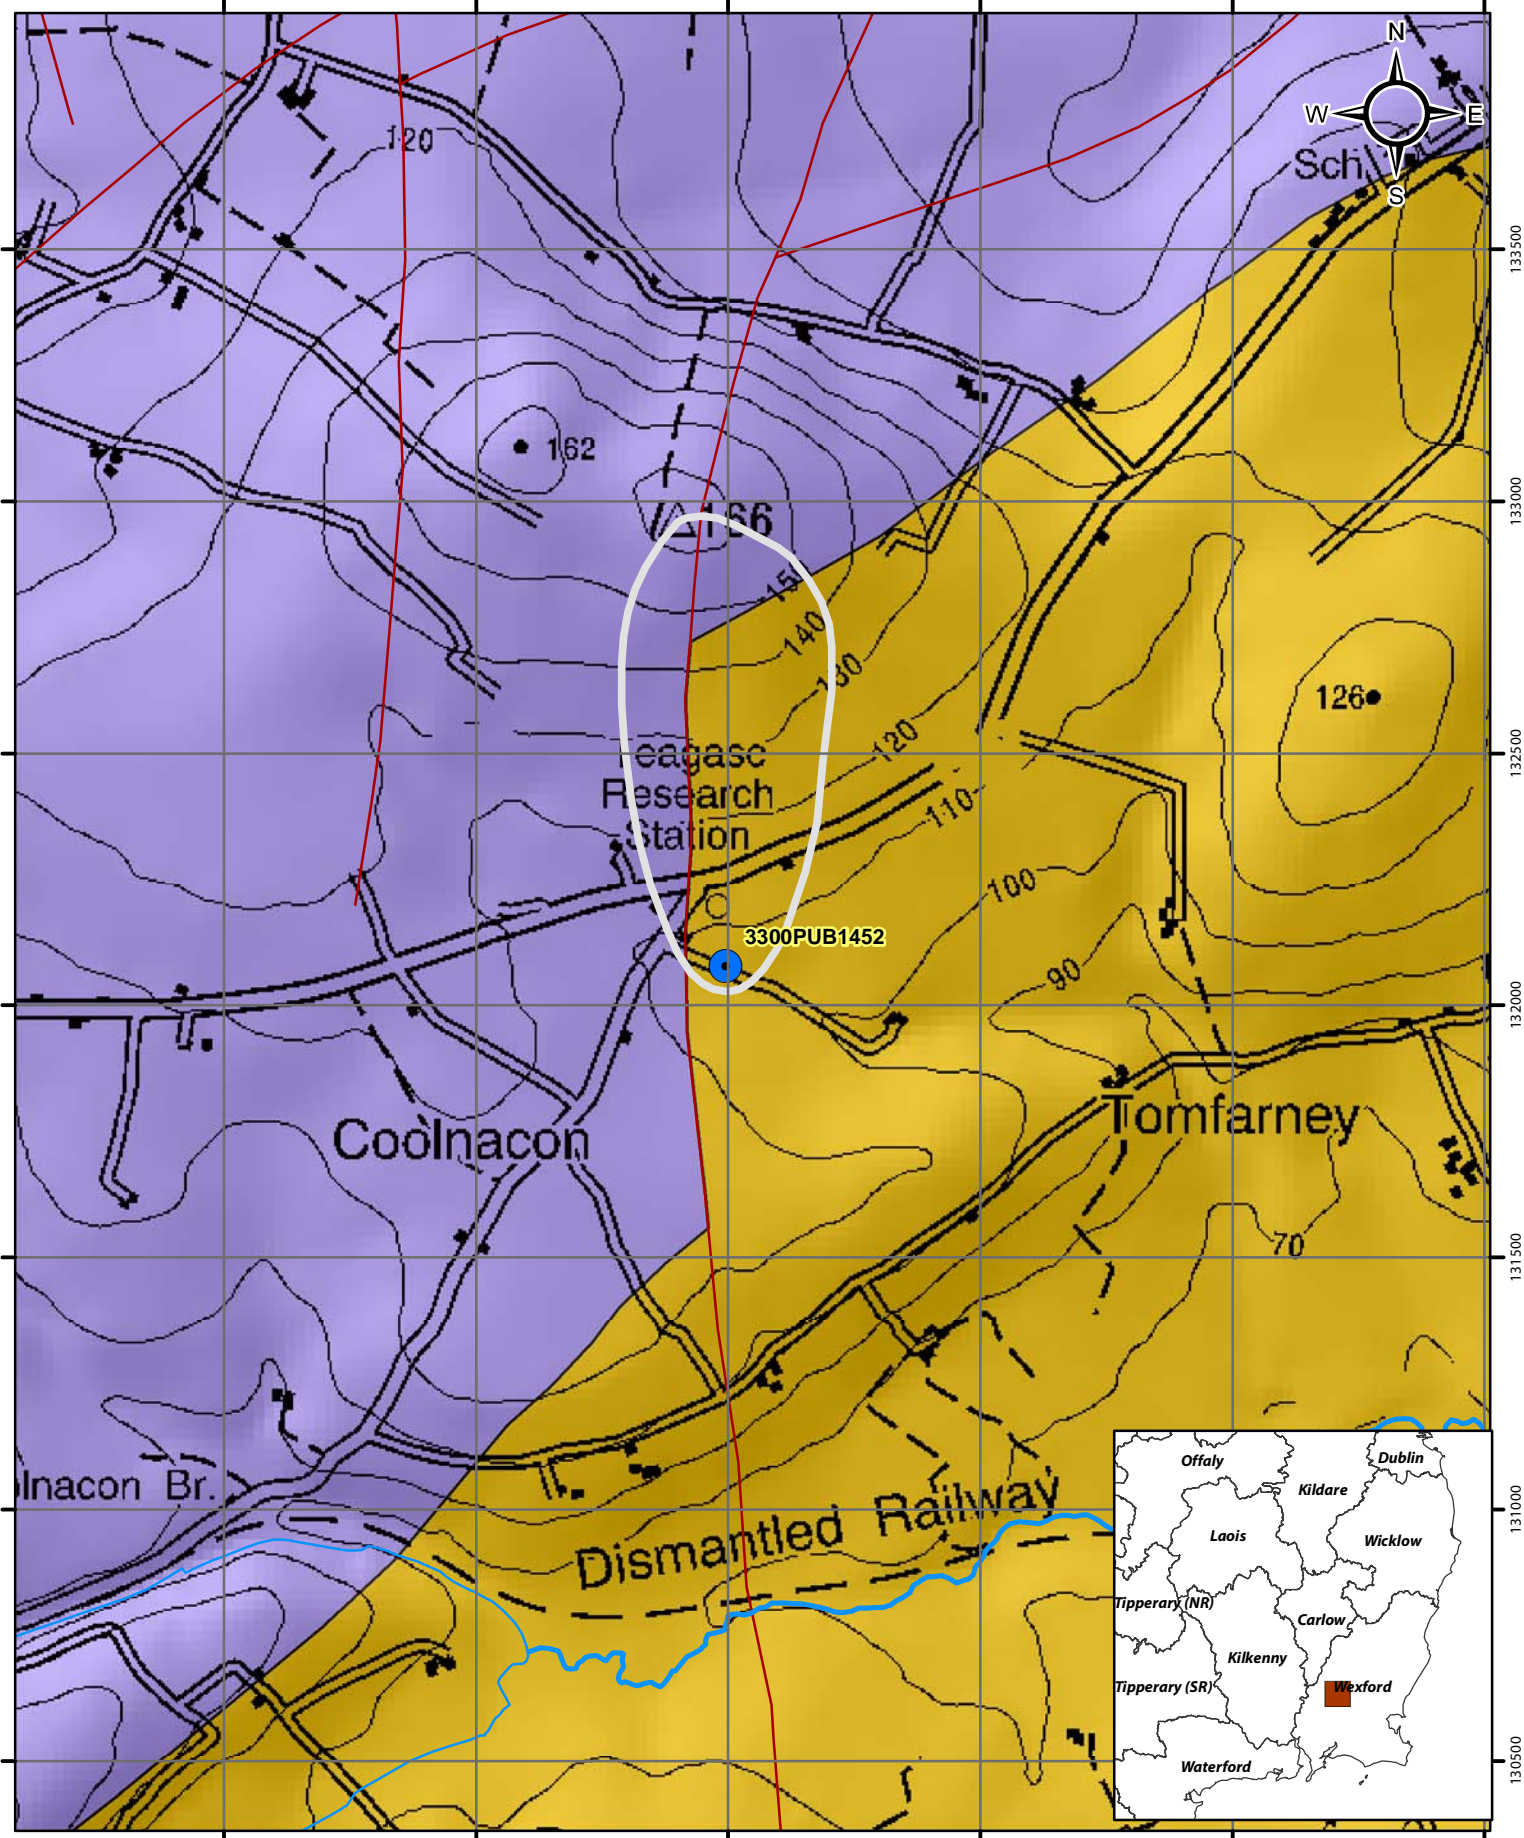 N
W E
S
120
Sch.
133500
162
133000
166
150
140
130
126
Teagasc
Research
Station
120
132500
110
100
3300PUB1452
90
132000
Coolnacon
Tomfarney
70
131500
lnacon Br.
Dismantled Railway
131000
Offaly
Dublin
Kildare
Laois
Wicklow
Tipperary (NR)
Carlow
Kilkenny
Tipperary (SR)
Wexford
Waterford
130500